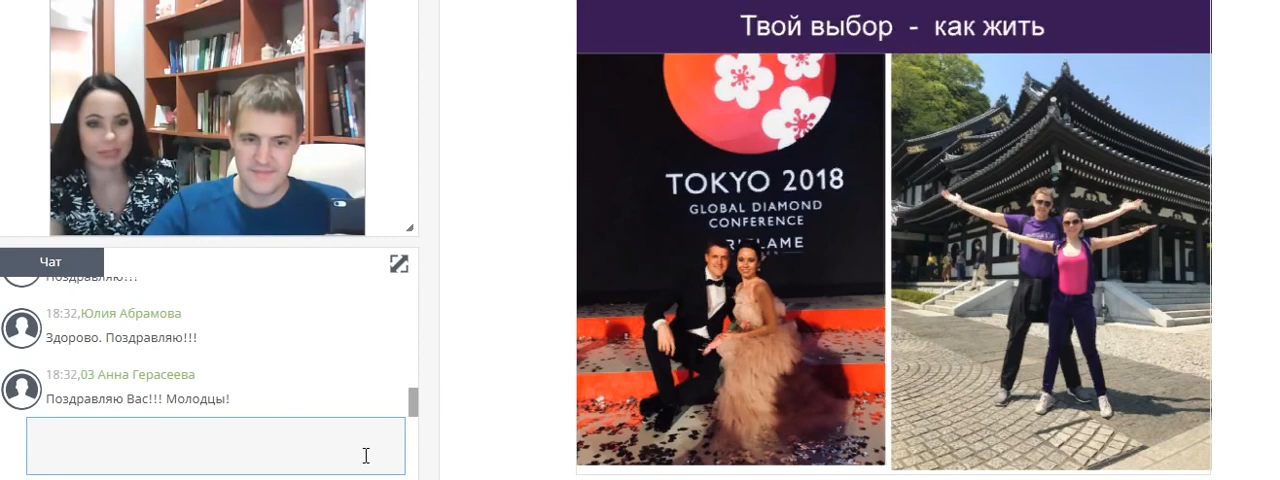 Твой выбор - как жить
TOKYO 2018
GLOBAL DIAMOND
CONFERENCE
Чат
Поздравляю!!!
18:32,Юлия Абрамова
Здорово. Поздравляю!!!
18:32,03 Анна Герасеева
Поздравляю Вас!!! Молодцы!